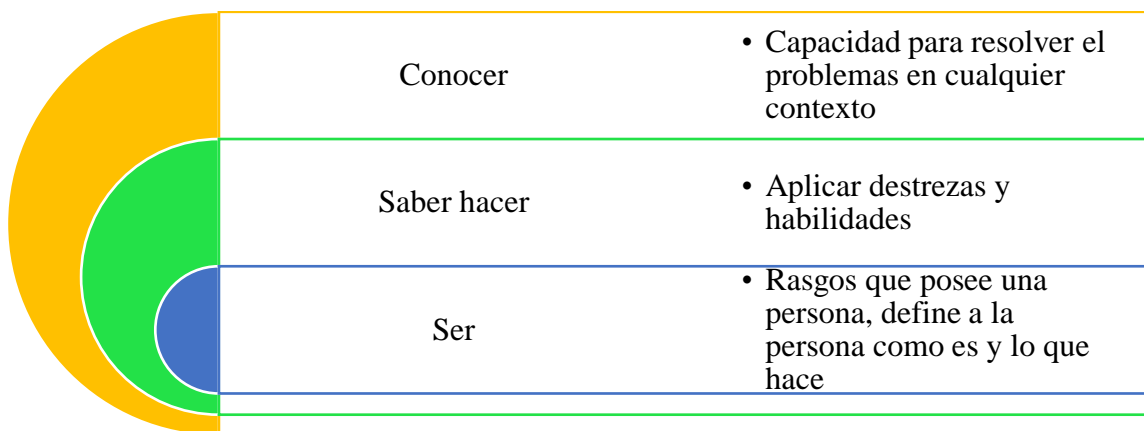 Conocer
• Capacidad para resolver el
problemas en cualquier
contexto
Saber hacer
• Aplicar destrezas y
habilidades
Ser
• Rasgos que posee una
persona, define a la
persona como es y lo que
hace